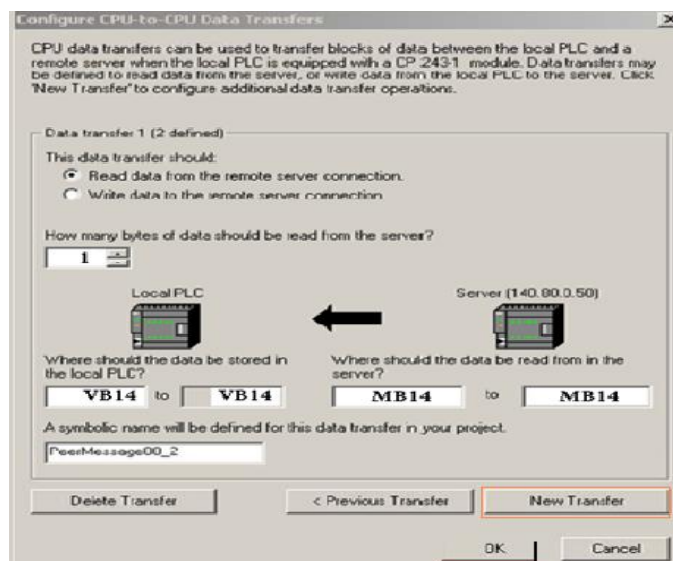 Configure CPU-to-CPU Data Transfers
CPU data transfers can be used to transfer blocks of data between the local PLC and a
remote server when the local PLC is equipped with a CP 243-1 module. Data transfers may
be defined to read data from the server, or write data from the local PLC to the server. Click
'New Transfer' to configure additional data transfer operations.
Data transfer 1 (2 defined)
This data transfer should:
Read data from the remote server connection.
Write data to the remote server connection
How many bytes of data should be read from the server?
1
Local PLC
Server (140.80.0.50)
Where should the data be stored in
the local PLC?
Where should the data be read from in the
server?
VB14 to VB14
MB14 to MB14
A symbolic name will be defined for this data transfer in your project.
PeerMessage00_2
Delete Transfer
< Previous Transfer
New Transfer
OK
Cancel